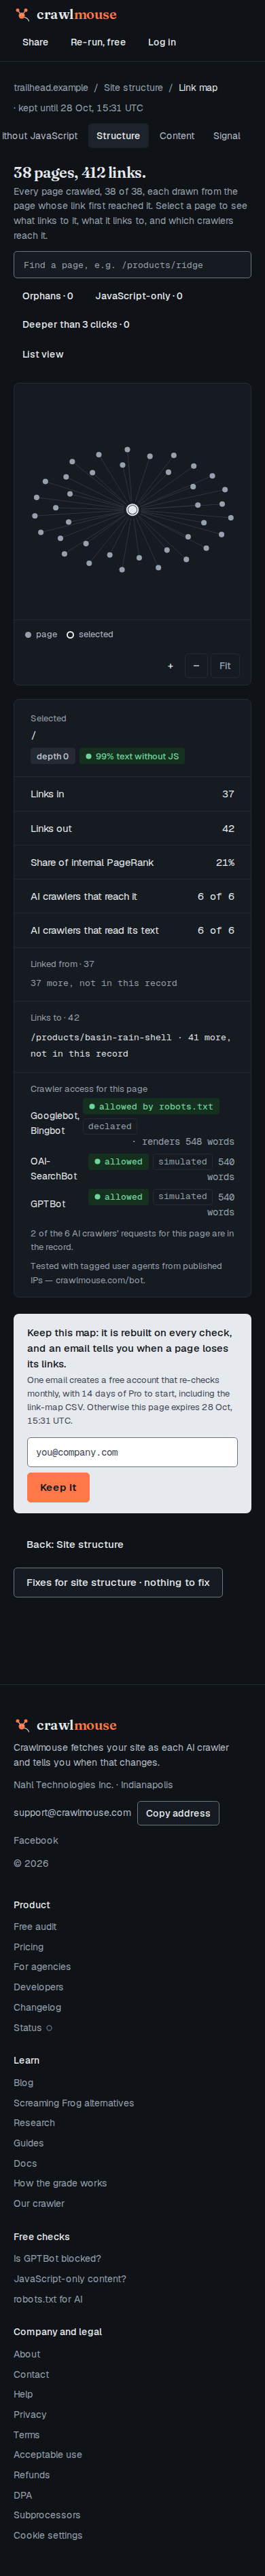 crawlmouse
Share Re-run, free Log in
trailhead.example / Site structure / Link map
· kept until 28 Oct, 15:31 UTC
ithout JavaScript Structure Content Signal
38 pages, 412 links.
Every page crawled, 38 of 38, each drawn from the
page whose link first reached it. Select a page to see
what links to it, what it links to, and which crawlers
reach it.
Find a page, e.g. /products/ridge
Orphans · 0 JavaScript-only · 0
Deeper than 3 clicks · 0
List view
page selected
+ − Fit
Selected
/
depth 0 99% text without JS
Links in 37
Links out 42
Share of internal PageRank 21%
AI crawlers that reach it 6 of 6
AI crawlers that read its text 6 of 6
Linked from · 37
37 more, not in this record
Links to · 42
/products/basin-rain-shell · 41 more,
not in this record
Crawler access for this page
Googlebot, Bingbot allowed by robots.txt
declared
· renders 548 words
OAI-SearchBot allowed simulated 540 words
GPTBot allowed simulated 540 words
2 of the 6 AI crawlers' requests for this page are in
the record.
Tested with tagged user agents from published
IPs — crawlmouse.com/bot.
Keep this map: it is rebuilt on every check,
and an email tells you when a page loses
its links.
One email creates a free account that re-checks
monthly, with 14 days of Pro to start, including the
link-map CSV. Otherwise this page expires 28 Oct,
15:31 UTC.
you@company.com
Keep it
Back: Site structure
Fixes for site structure · nothing to fix
crawlmouse
Crawlmouse fetches your site as each AI crawler
and tells you when that changes.
Nahl Technologies Inc. · Indianapolis
support@crawlmouse.com Copy address
Facebook
© 2026
Product
Free audit
Pricing
For agencies
Developers
Changelog
Status
Learn
Blog
Screaming Frog alternatives
Research
Guides
Docs
How the grade works
Our crawler
Free checks
Is GPTBot blocked?
JavaScript-only content?
robots.txt for AI
Company and legal
About
Contact
Help
Privacy
Terms
Acceptable use
Refunds
DPA
Subprocessors
Cookie settings